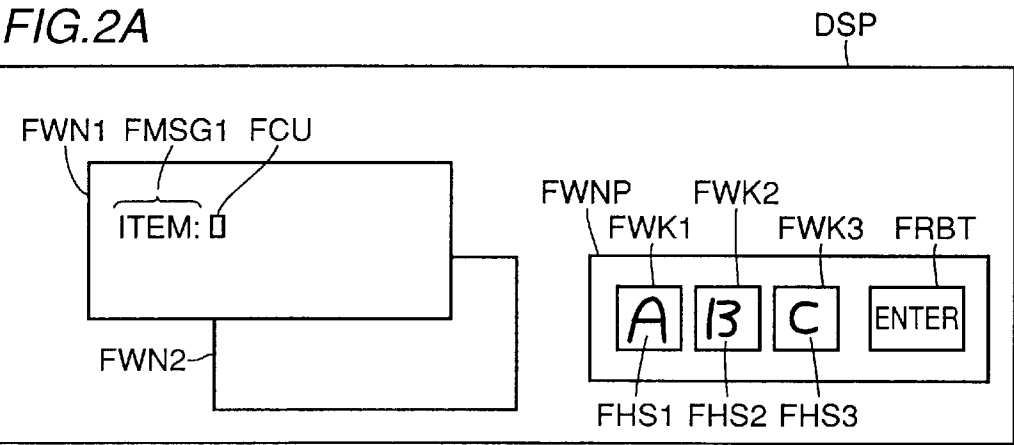 FIG.2A
DSP
FWN1 FMSG1 FCU
ITEM:
FWN2
FWNP FWK2
FWK1 FWK3 FRBT
A B C ENTER
FHS1 FHS2 FHS3